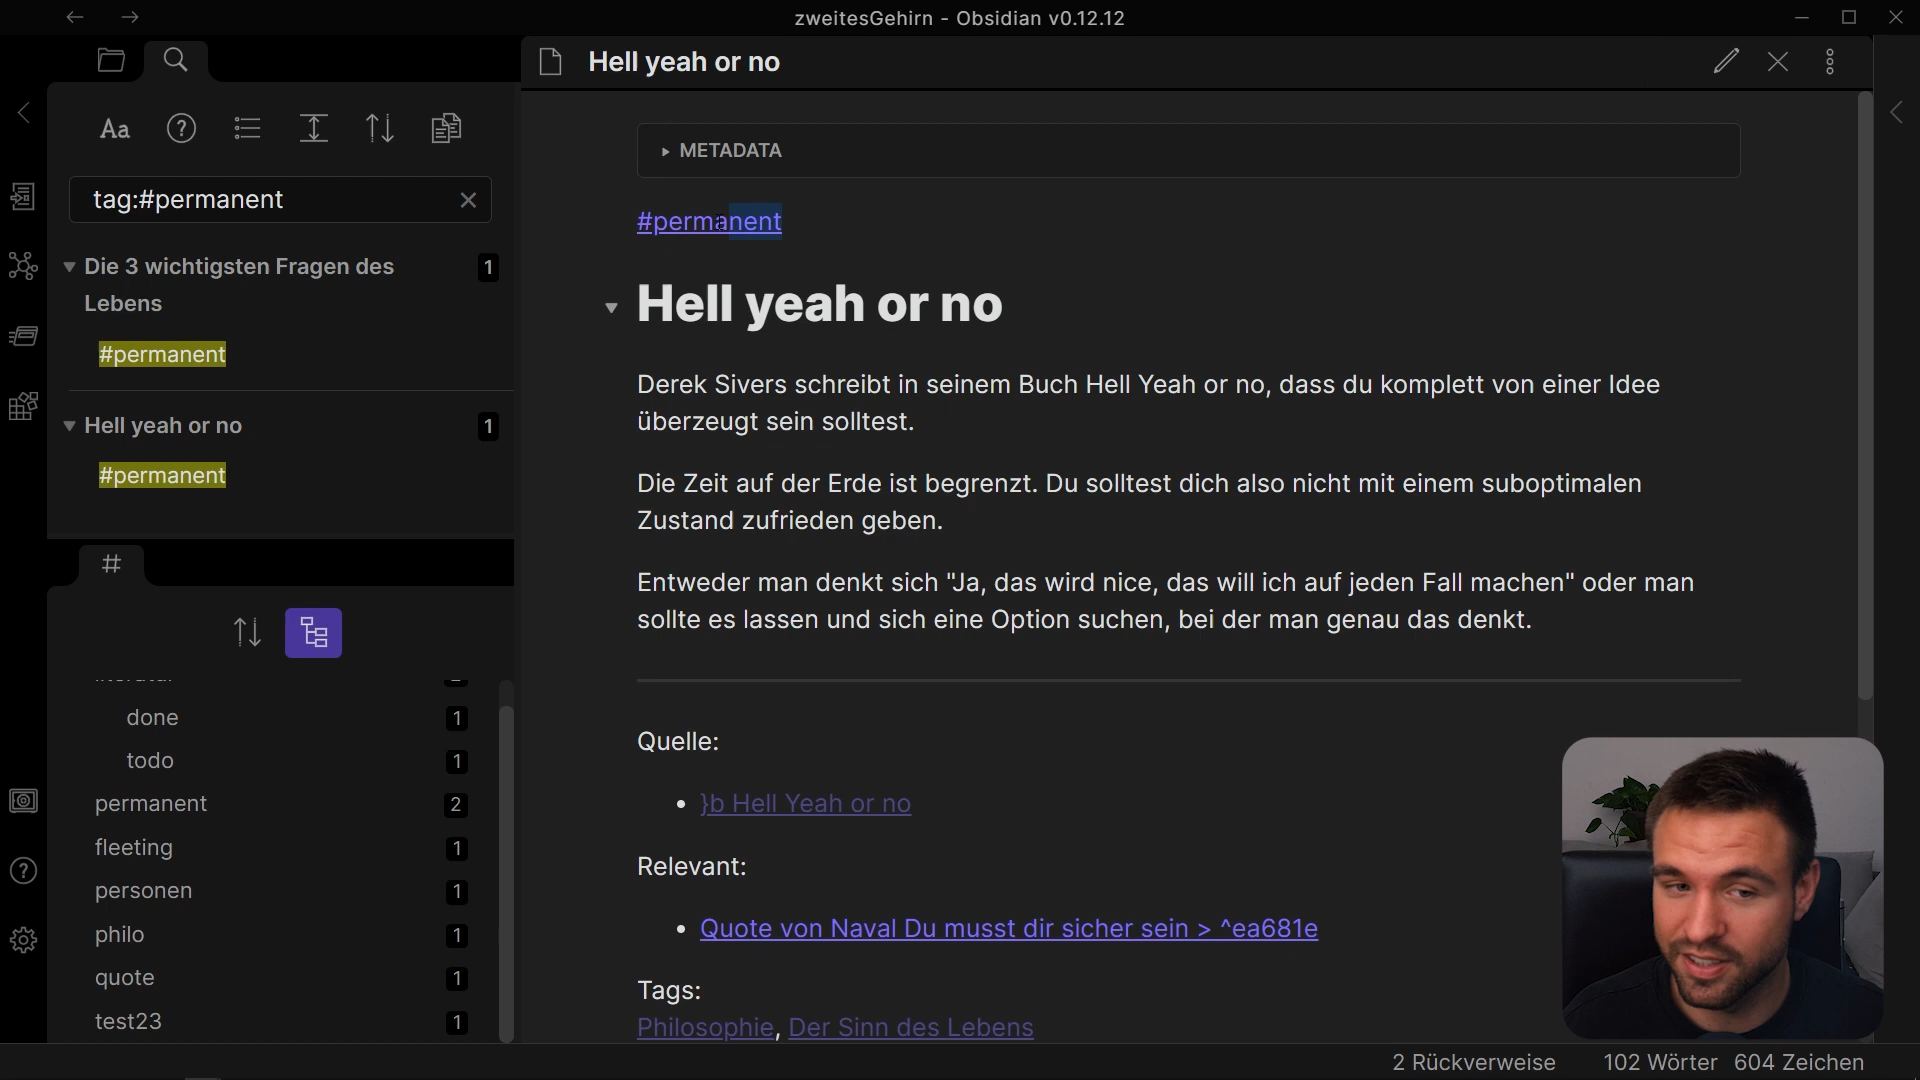 zweitesGehirn - Obsidian v0.12.12
Hell yeah or no
Aa
tag:#permanent
Die 3 wichtigsten Fragen des
Lebens
1
#permanent
Hell yeah or no
1
#permanent
#
done
1
todo
1
permanent
2
fleeting
1
personen
1
philo
1
quote
1
test23
1
METADATA
#permanent
Hell yeah or no
Derek Sivers schreibt in seinem Buch Hell Yeah or no, dass du komplett von einer Idee
überzeugt sein solltest.
Die Zeit auf der Erde ist begrenzt. Du solltest dich also nicht mit einem suboptimalen
Zustand zufrieden geben.
Entweder man denkt sich "Ja, das wird nice, das will ich auf jeden Fall machen" oder man
sollte es lassen und sich eine Option suchen, bei der man genau das denkt.
Quelle:
• }b Hell Yeah or no
Relevant:
• Quote von Naval Du musst dir sicher sein > ^ea681e
Tags:
Philosophie, Der Sinn des Lebens
2 Rückverweise
102 Wörter
604 Zeichen